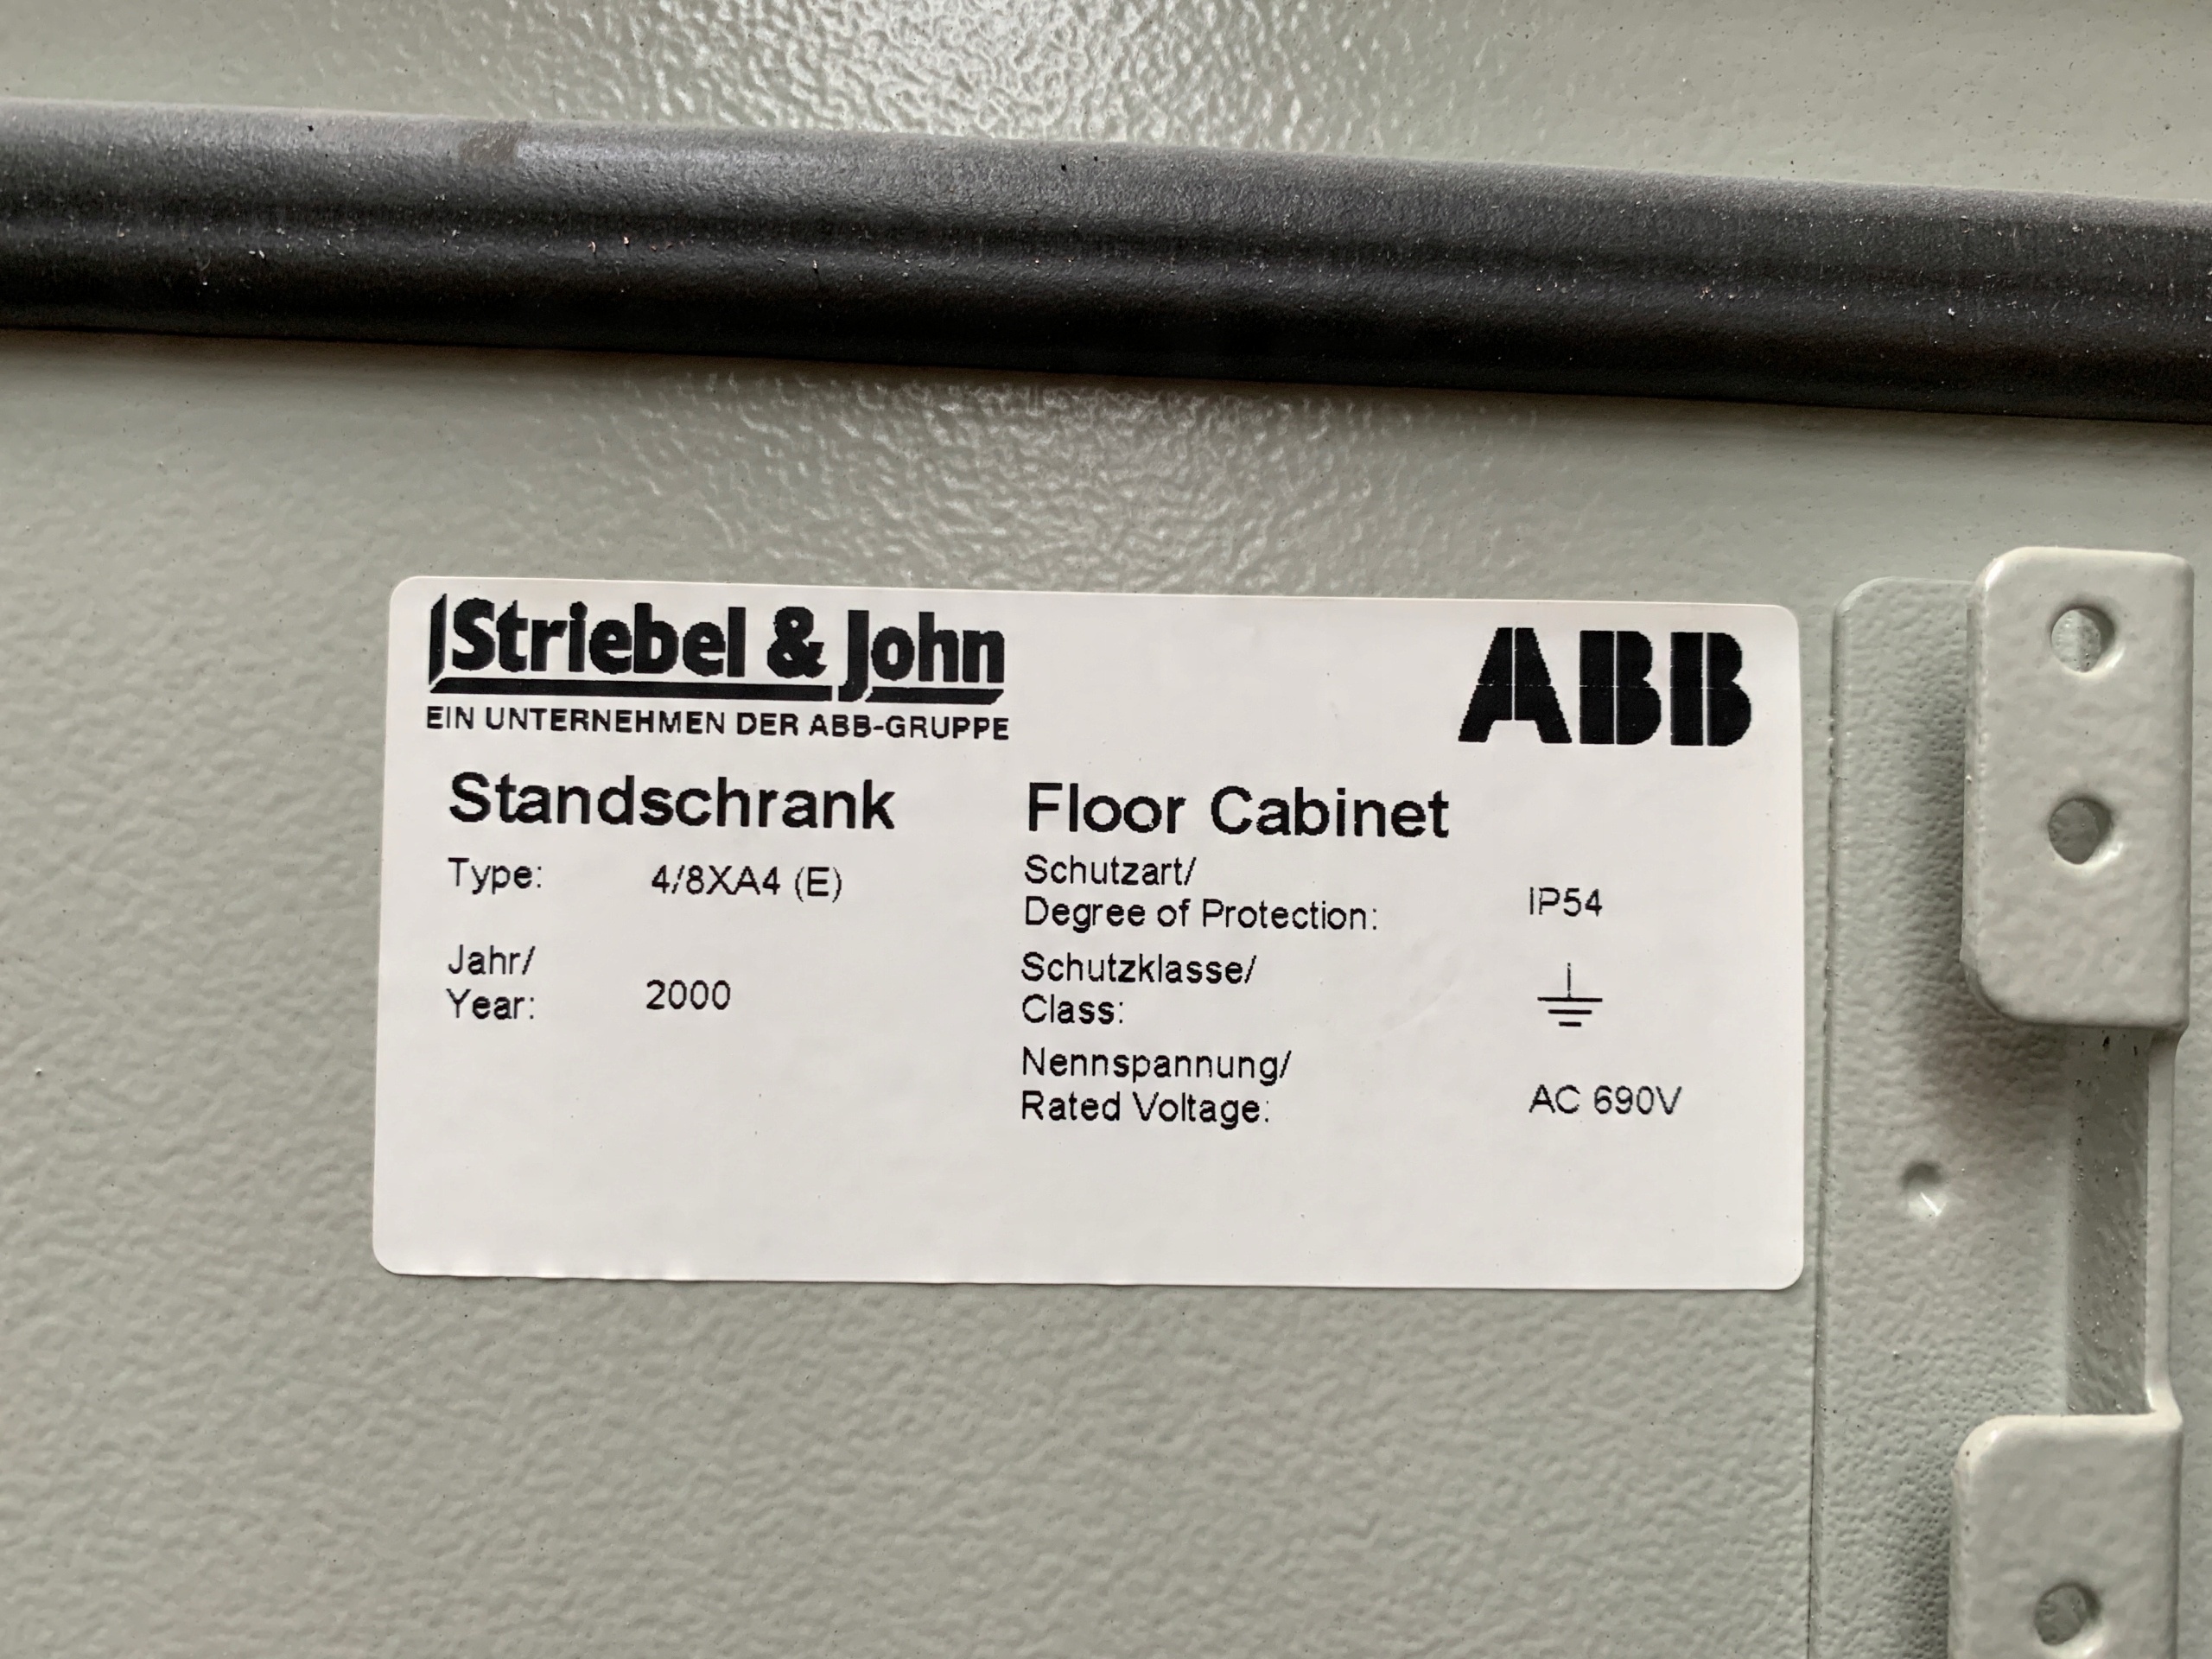 Striebel & John
EIN UNTERNEHMEN DER ABB-GRUPPE
ABB
Standschrank
Type: 4/8XA4 (E)
Jahr/
Year: 2000
Floor Cabinet
Schutzart/
Degree of Protection: IP54
Schutzklasse/
Class:
Nennspannung/
Rated Voltage: AC 690V